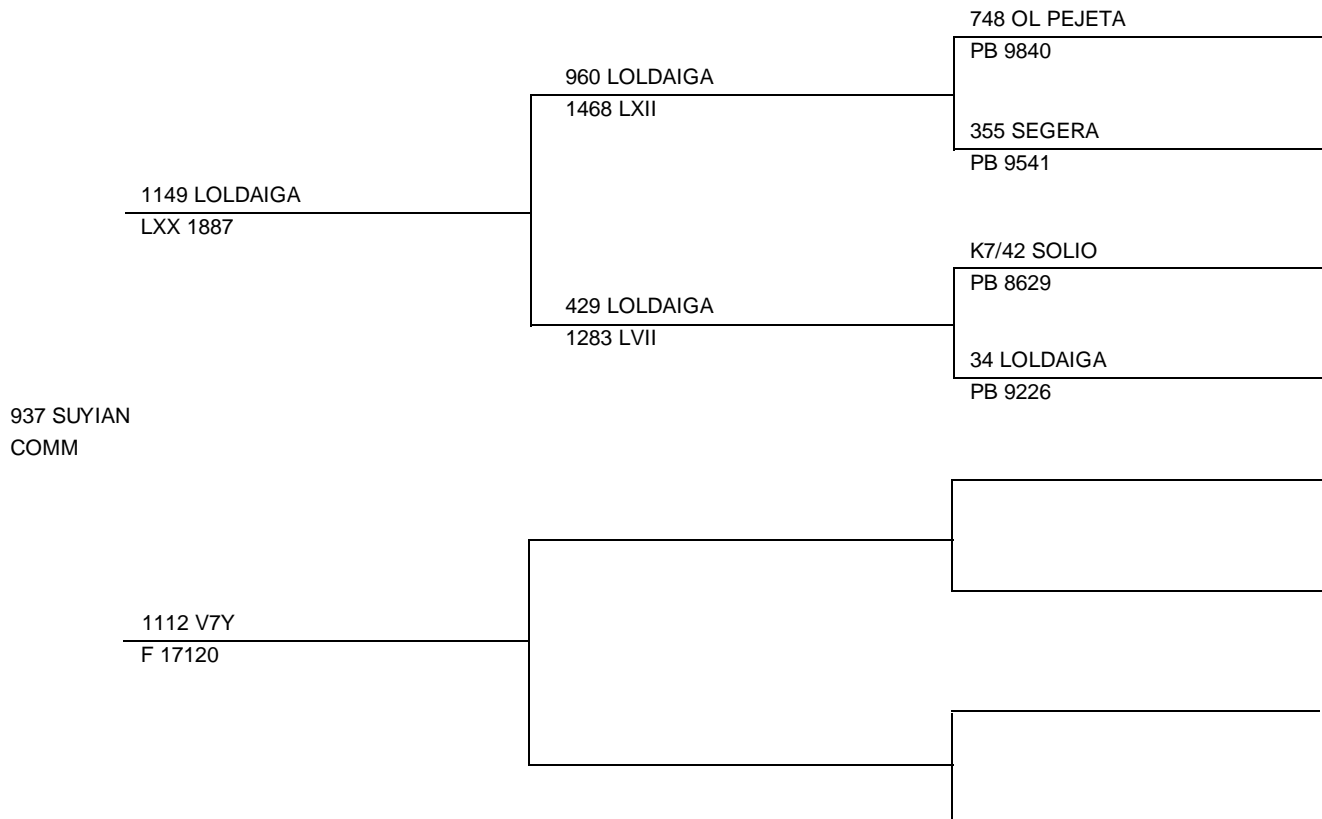 748 OL PEJETA
PB 9840
960 LOLDAIGA
1468 LXII
355 SEGERA
PB 9541
1149 LOLDAIGA
LXX 1887
K7/42 SOLIO
PB 8629
429 LOLDAIGA
1283 LVII
34 LOLDAIGA
PB 9226
937 SUYIAN
COMM
1112 V7Y
F 17120